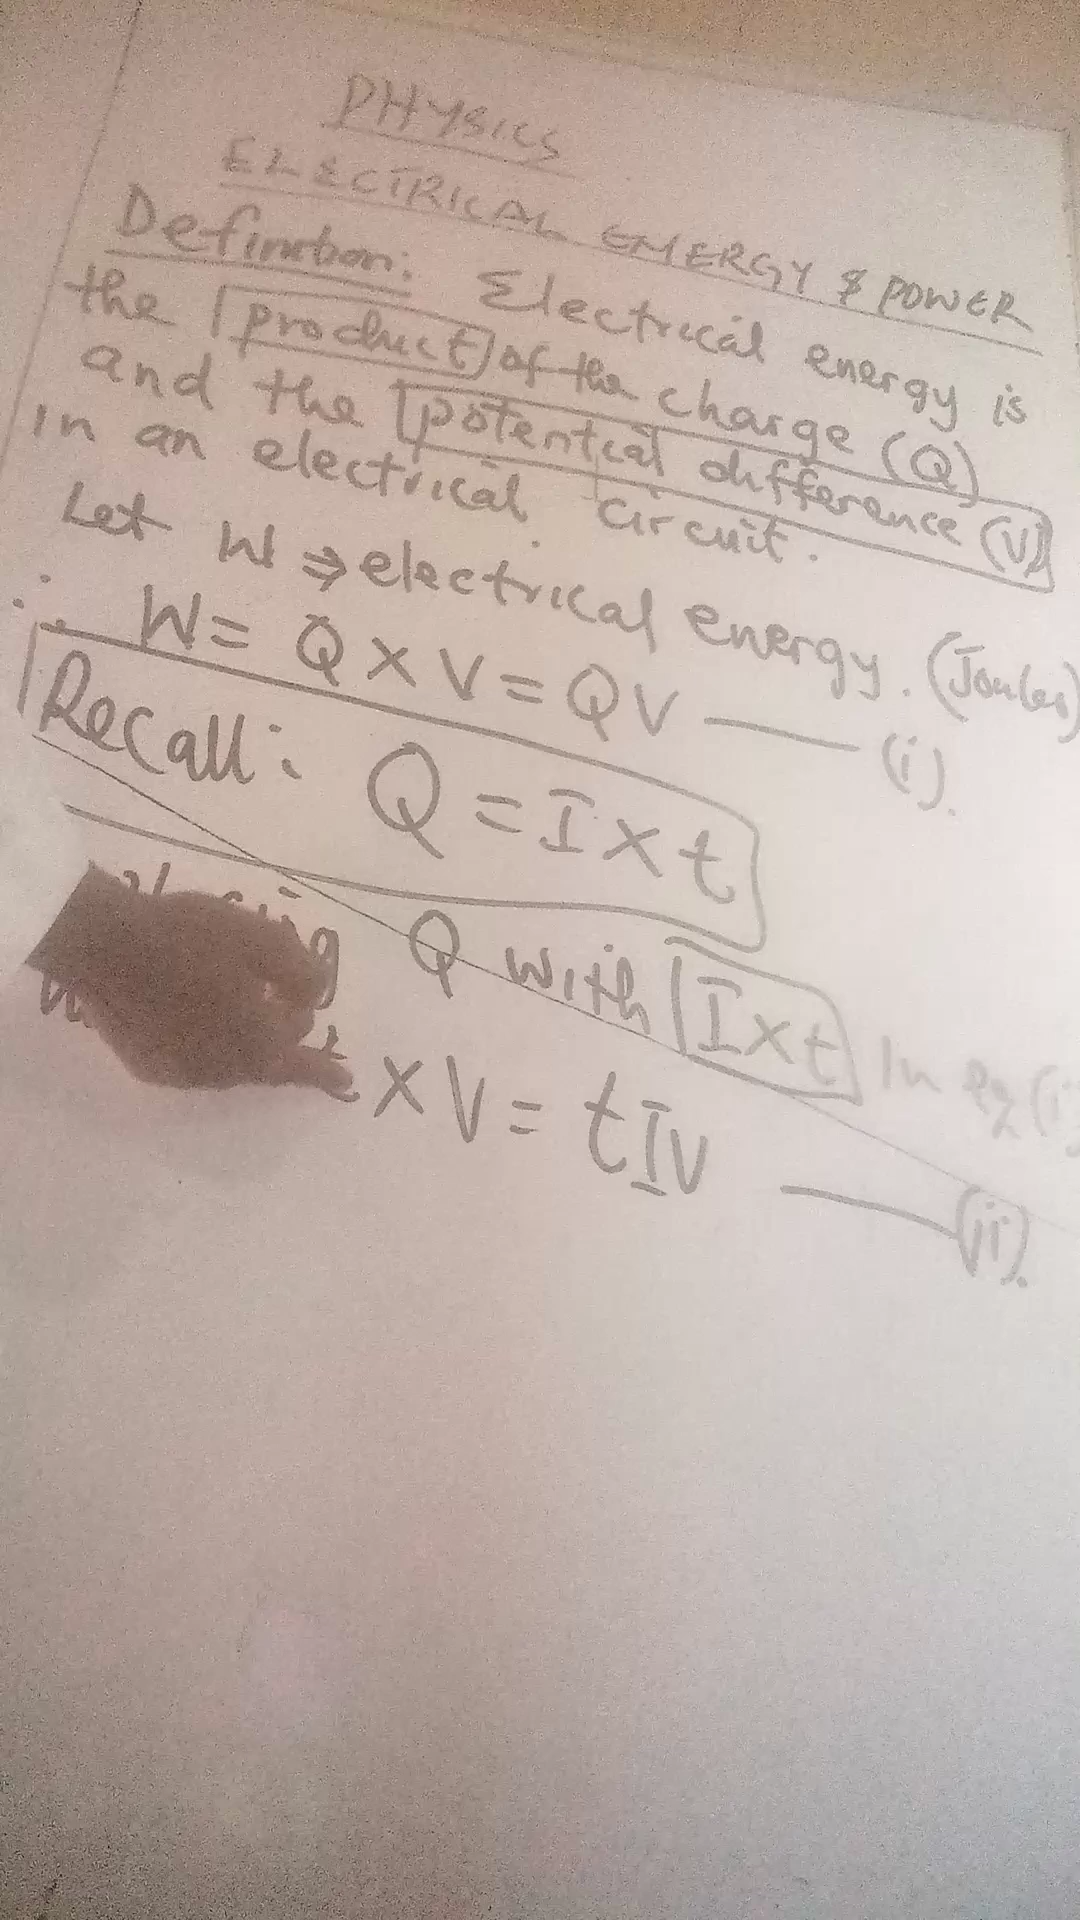 PHYSICS
ELECTRICAL ENERGY & POWER
Definition: Electrical energy is
the product of the charge (Q)
and the potential difference (V)
in an electrical circuit.
Let W ⇒ electrical energy. (Joules)
∴ W = Q X V = QV — (i).
Recall: Q = I X t
Q with I X t in eq (i)
t X V = tIV — (ii).